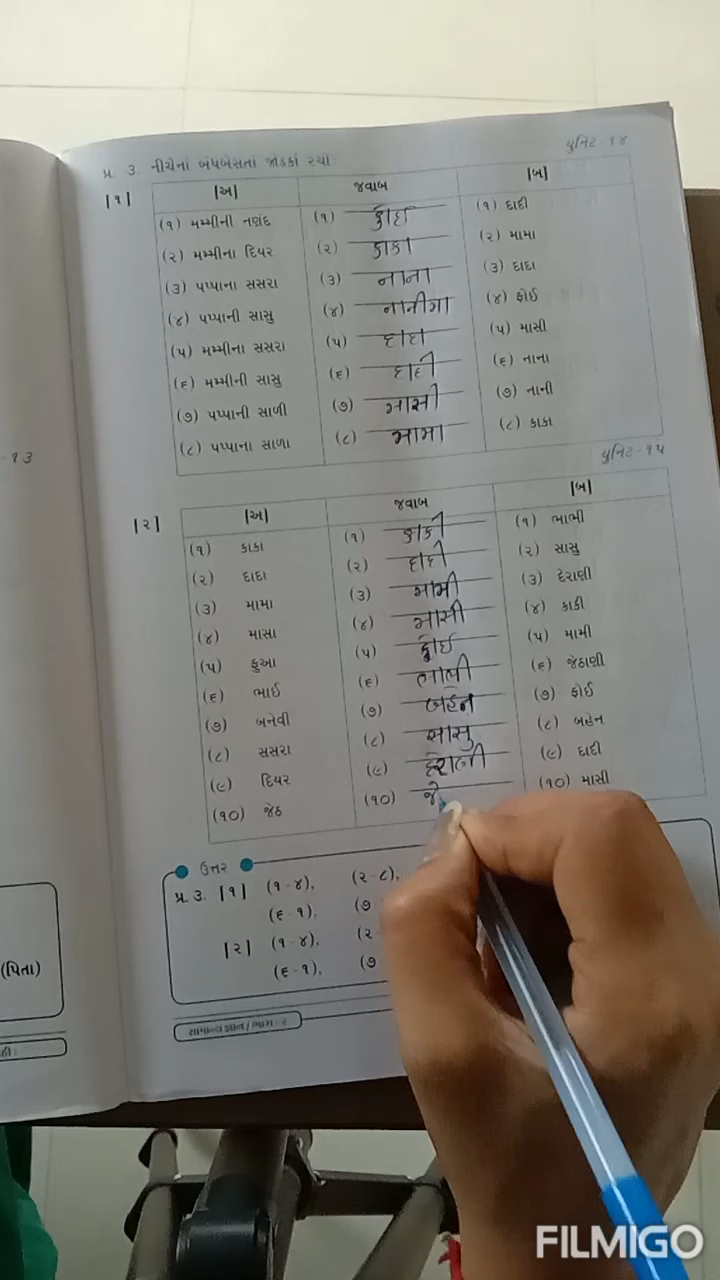 યુનિટ-૧૪
પ્ર. ૩. નીચેનાં બંધબેસતાં જોડકાં રચો:
|૧| |અ| જવાબ |બ|
(૧) મમ્મીની નણંદ (૧) ફોઈ (૧) દાદી
(૨) મમ્મીના દિયર (૨) કાકા (૨) મામા
(૩) પપ્પાના સસરા (૩) નાના (૩) દાદા
(૪) પપ્પાની સાસુ (૪) નાનીમા (૪) ફોઈ
(૫) મમ્મીના સસરા (૫) દાદા (૫) માસી
(૬) મમ્મીની સાસુ (૬) દાદી (૬) નાના
(૭) પપ્પાની સાળી (૭) માસી (૭) નાની
(૮) પપ્પાના સાળા (૮) મામા (૮) કાકા
-૧૩
યુનિટ-૧૫
|૨| |અ| જવાબ |બ|
(૧) કાકા (૧) કાકી (૧) ભાભી
(૨) દાદા (૨) દાદી (૨) સાસુ
(૩) મામા (૩) મામી (૩) દેરાણી
(૪) માસા (૪) માસી (૪) કાકી
(૫) ફુઆ (૫) ફોઈ (૫) મામી
(૬) ભાઈ (૬) ભાભી (૬) જેઠાણી
(૭) બનેવી (૭) બહેન (૭) ફોઈ
(૮) સસરા (૮) સાસુ (૮) બહેન
(૯) દિયર (૯) દેરાણી (૯) દાદી
(૧૦) જેઠ (૧૦) જે (૧૦) માસી
ઉત્તર
પ્ર. ૩. |૧| (૧-૪), (૨-૮),
(૬-૧), (૭-
|૨| (૧-૪), (૨-
(૬-૧), (૭-
(પિતા)
સામાન્ય જ્ઞાન/ભાગ-૨
FILMIGO